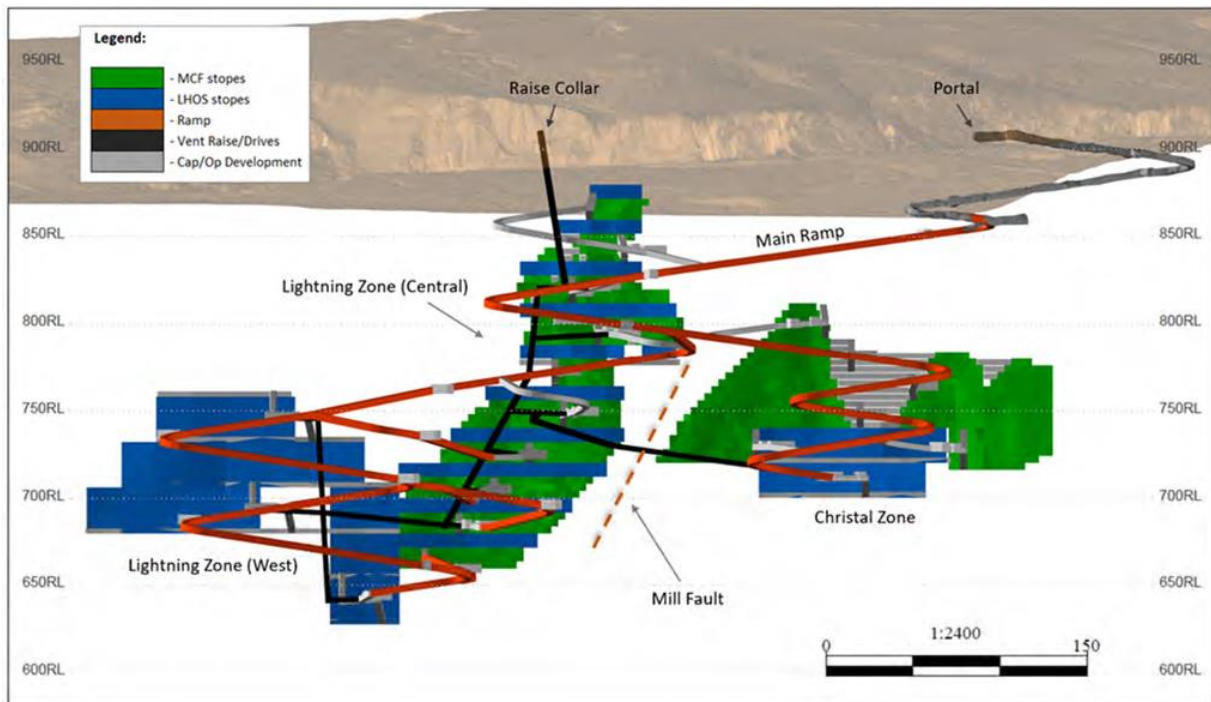 Legend:
- MCF stopes
- LHOS stopes
- Ramp
- Vent Raise/Drives
- Cap/Op Development
950RL
950RL
Raise Collar
Portal
900RL
900RL
850RL
850RL
Main Ramp
Lightning Zone (Central)
800RL
800RL
750RL
750RL
700RL
700RL
Christal Zone
Lightning Zone (West)
650RL
650RL
Mill Fault
1:2400
0
150
600RL
600RL